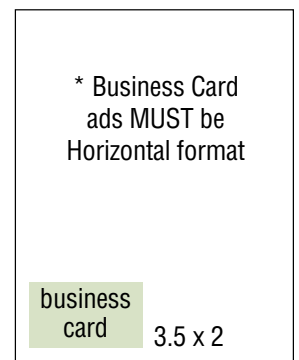 * Business Card
ads MUST be
Horizontal format
business
card
3.5 x 2